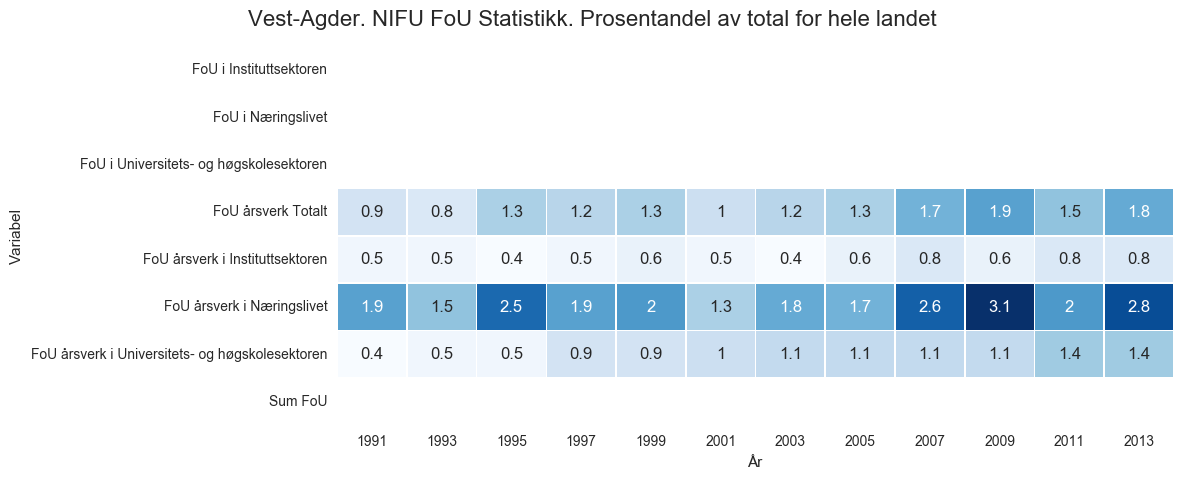 Vest-Agder. NIFU FoU Statistikk. Prosentandel av total for hele landet
Variabel
FoU i Instituttsektoren
FoU i Næringslivet
FoU i Universitets- og høgskolesektoren
FoU årsverk Totalt 0.9 0.8 1.3 1.2 1.3 1 1.2 1.3 1.7 1.9 1.5 1.8
FoU årsverk i Instituttsektoren 0.5 0.5 0.4 0.5 0.6 0.5 0.4 0.6 0.8 0.6 0.8 0.8
FoU årsverk i Næringslivet 1.9 1.5 2.5 1.9 2 1.3 1.8 1.7 2.6 3.1 2 2.8
FoU årsverk i Universitets- og høgskolesektoren 0.4 0.5 0.5 0.9 0.9 1 1.1 1.1 1.1 1.1 1.4 1.4
Sum FoU
1991 1993 1995 1997 1999 2001 2003 2005 2007 2009 2011 2013
År